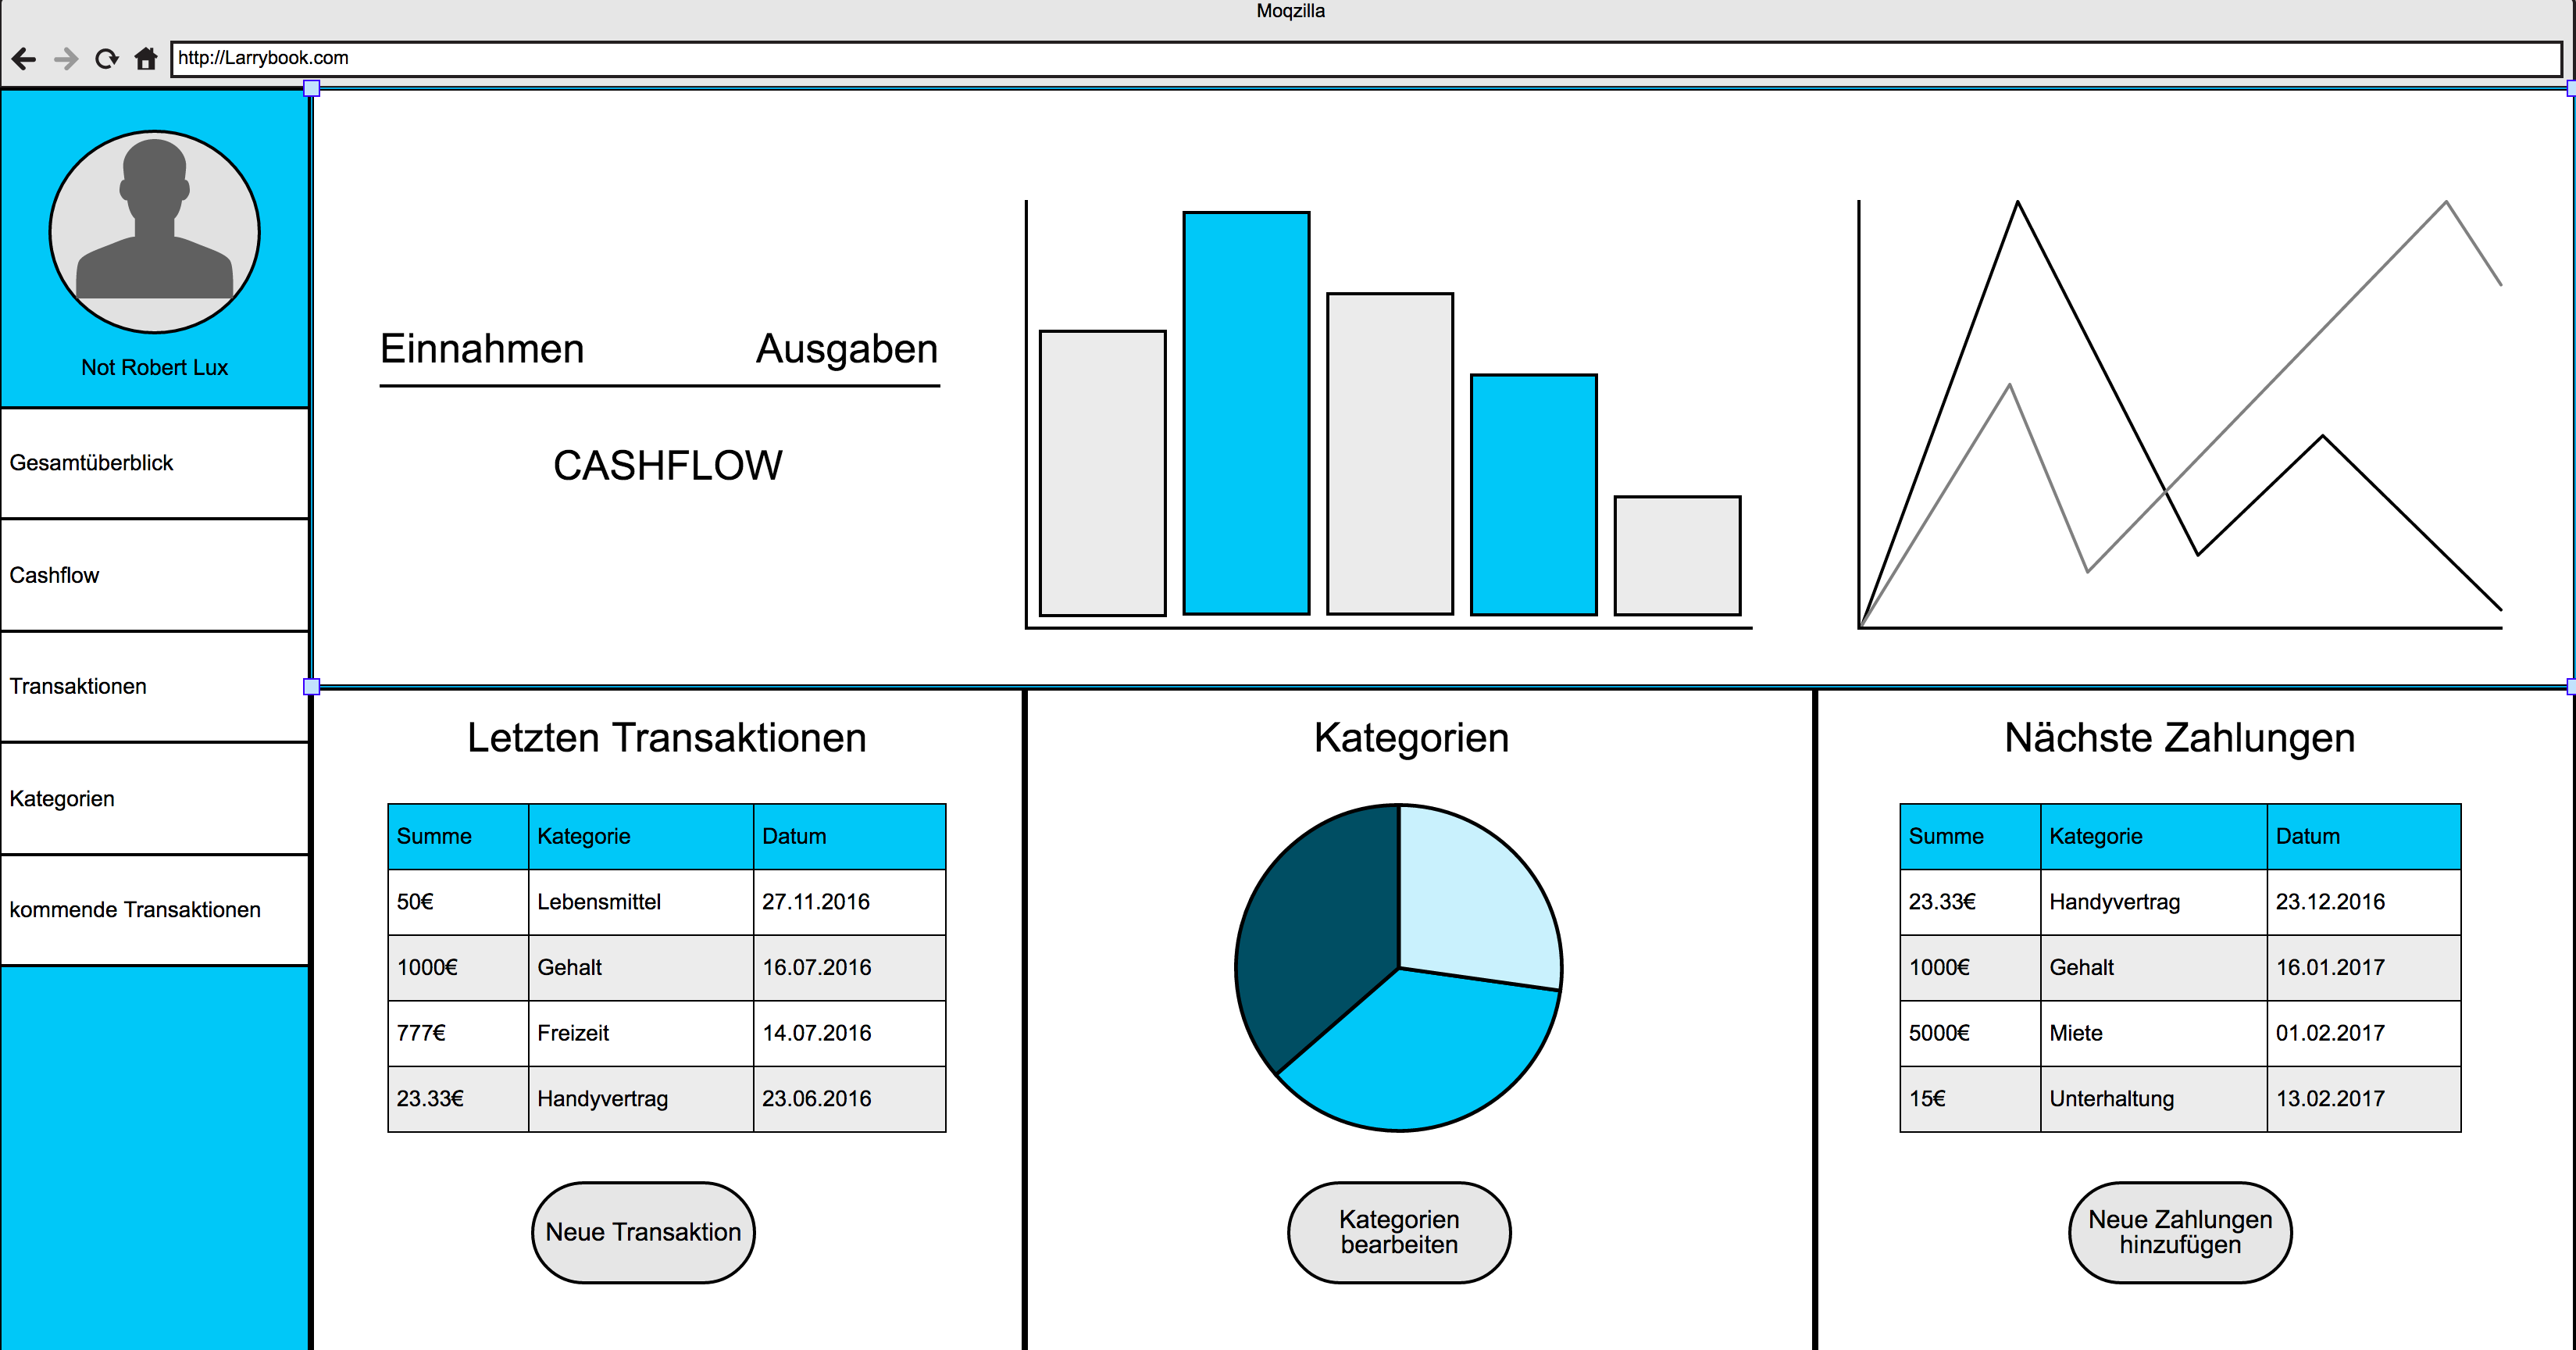 Moqzilla
http://Larrybook.com
Not Robert Lux
Gesamtüberblick
Cashflow
Transaktionen
Kategorien
kommende Transaktionen
Einnahmen Ausgaben
CASHFLOW
Letzten Transaktionen
Summe Kategorie Datum
50€ Lebensmittel 27.11.2016
1000€ Gehalt 16.07.2016
777€ Freizeit 14.07.2016
23.33€ Handyvertrag 23.06.2016
Neue Transaktion
Kategorien
Kategorien
bearbeiten
Nächste Zahlungen
Summe Kategorie Datum
23.33€ Handyvertrag 23.12.2016
1000€ Gehalt 16.01.2017
5000€ Miete 01.02.2017
15€ Unterhaltung 13.02.2017
Neue Zahlungen
hinzufügen